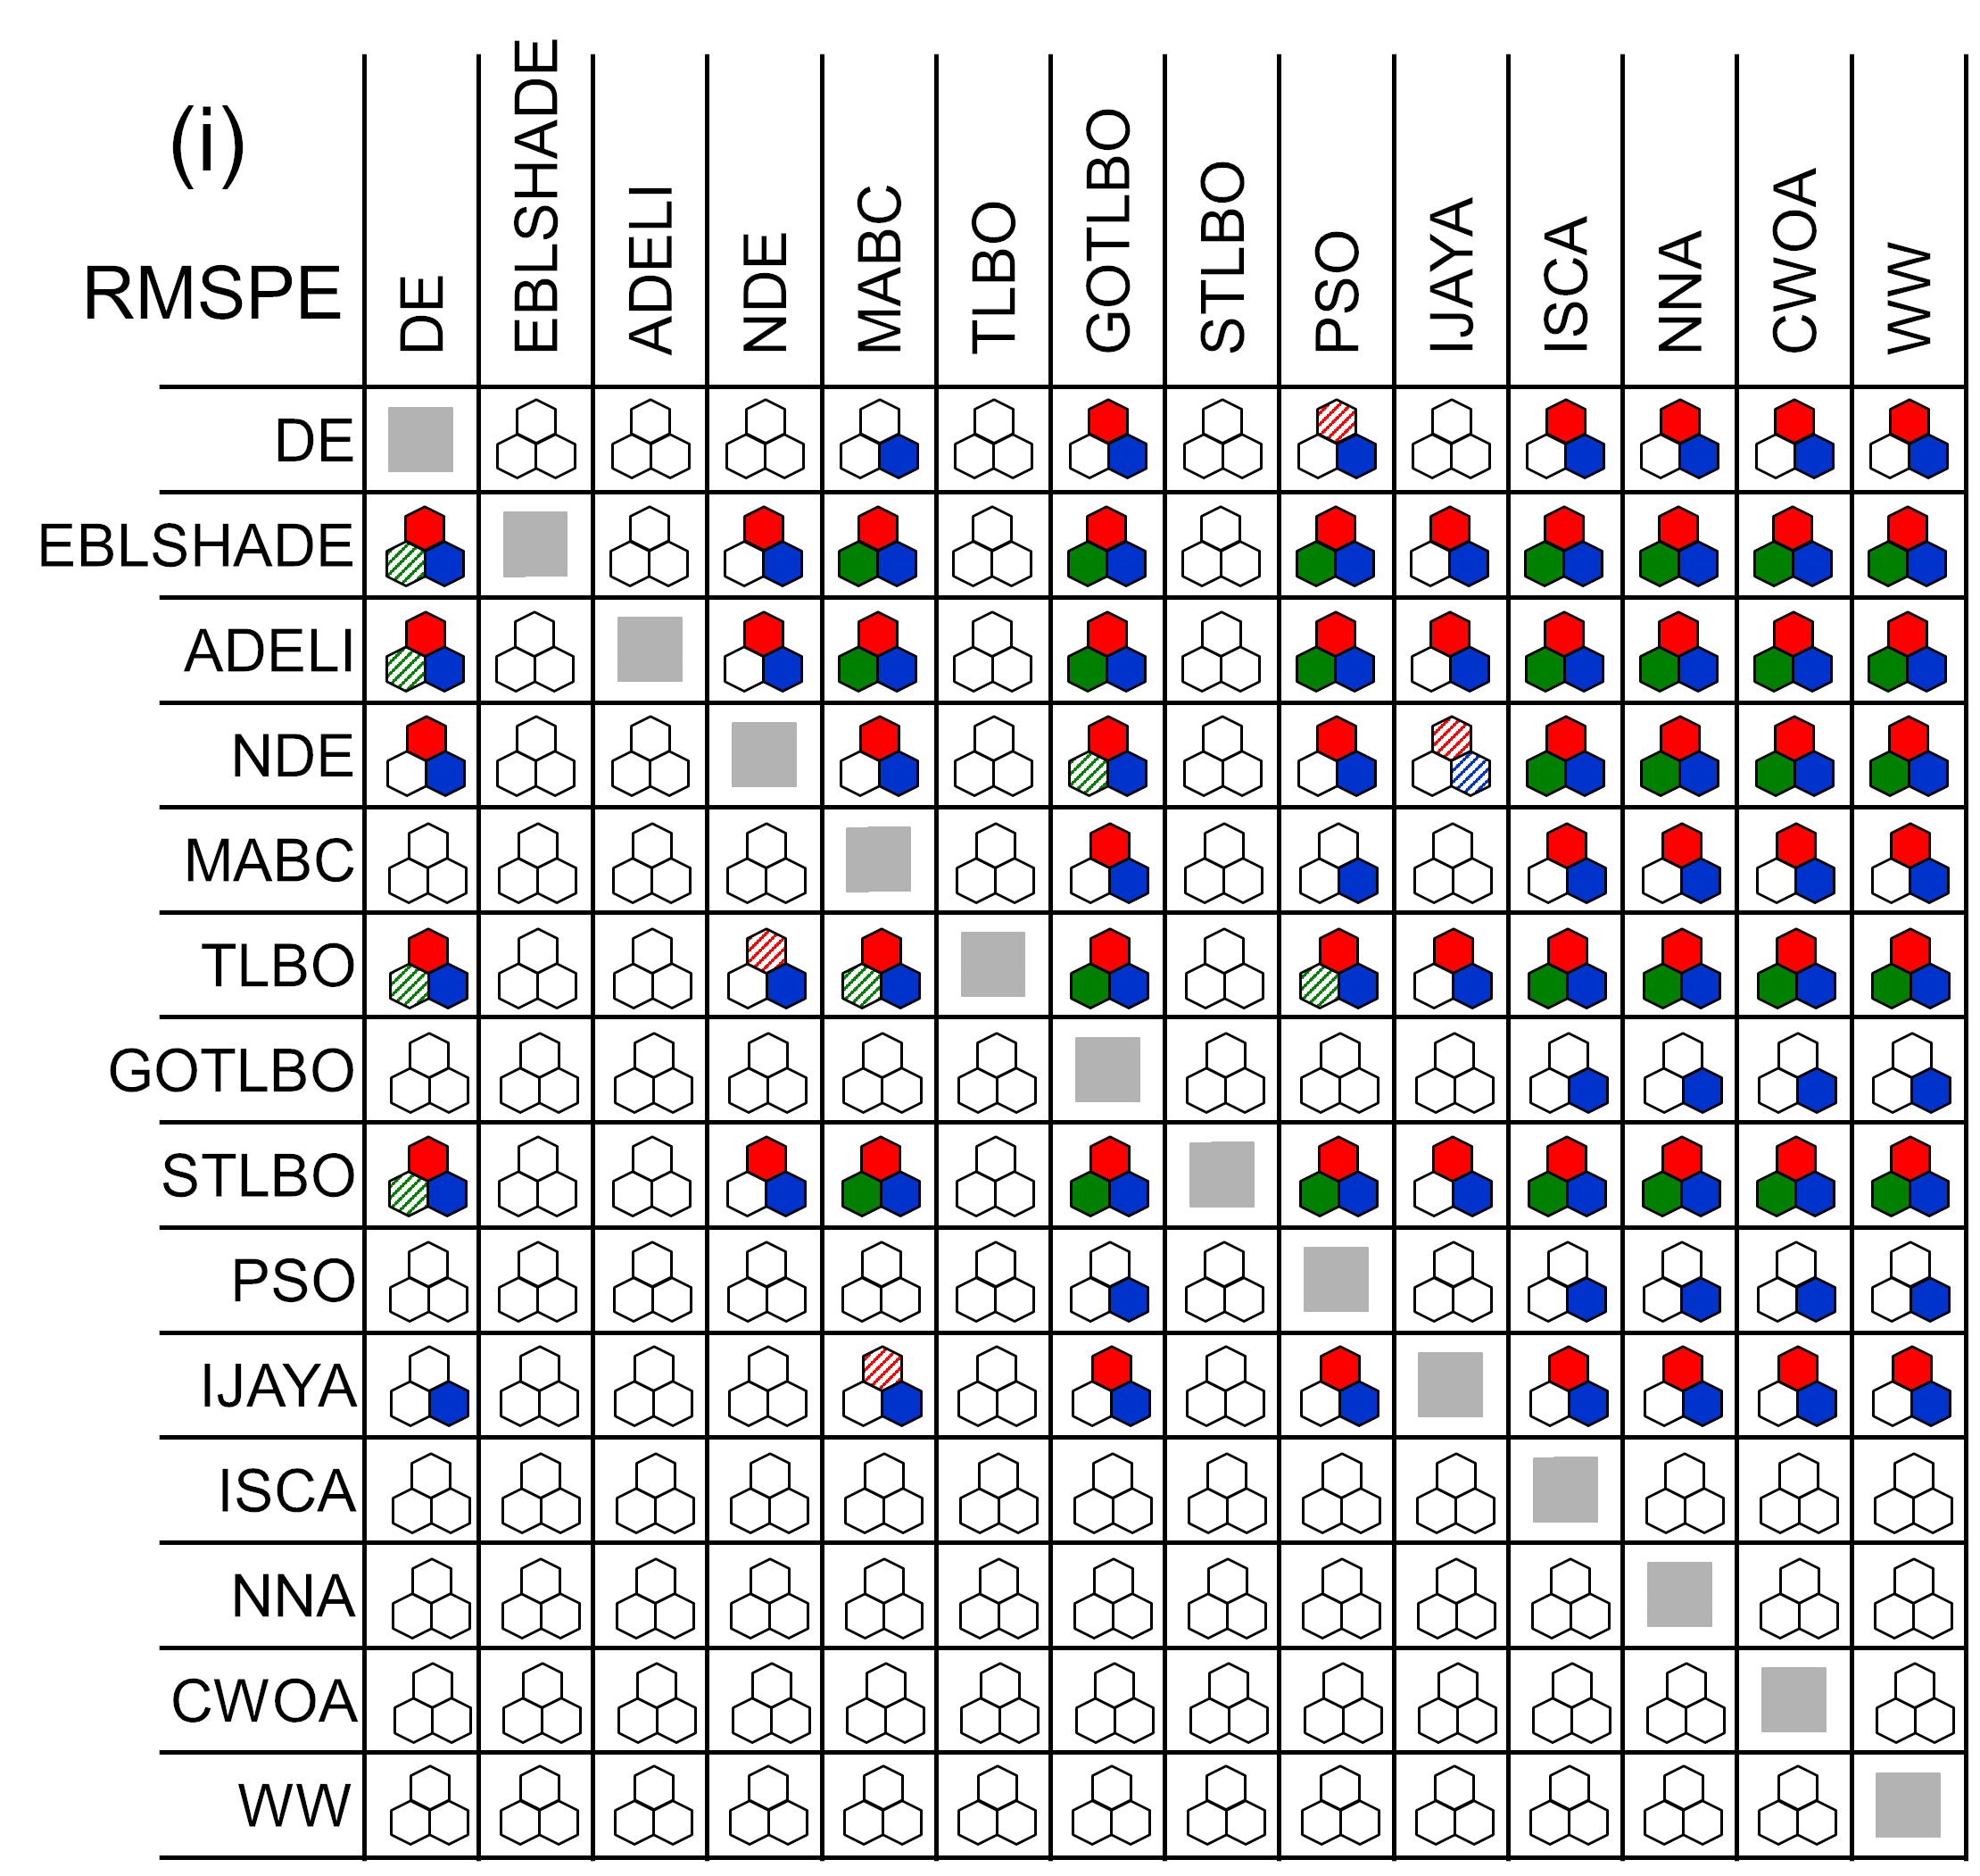 (i)
RMSPE
DE
EBLSHADE
ADELI
NDE
MABC
TLBO
GOTLBO
STLBO
PSO
IJAYA
ISCA
NNA
CWOA
WW
DE
EBLSHADE
ADELI
NDE
MABC
TLBO
GOTLBO
STLBO
PSO
IJAYA
ISCA
NNA
CWOA
WW